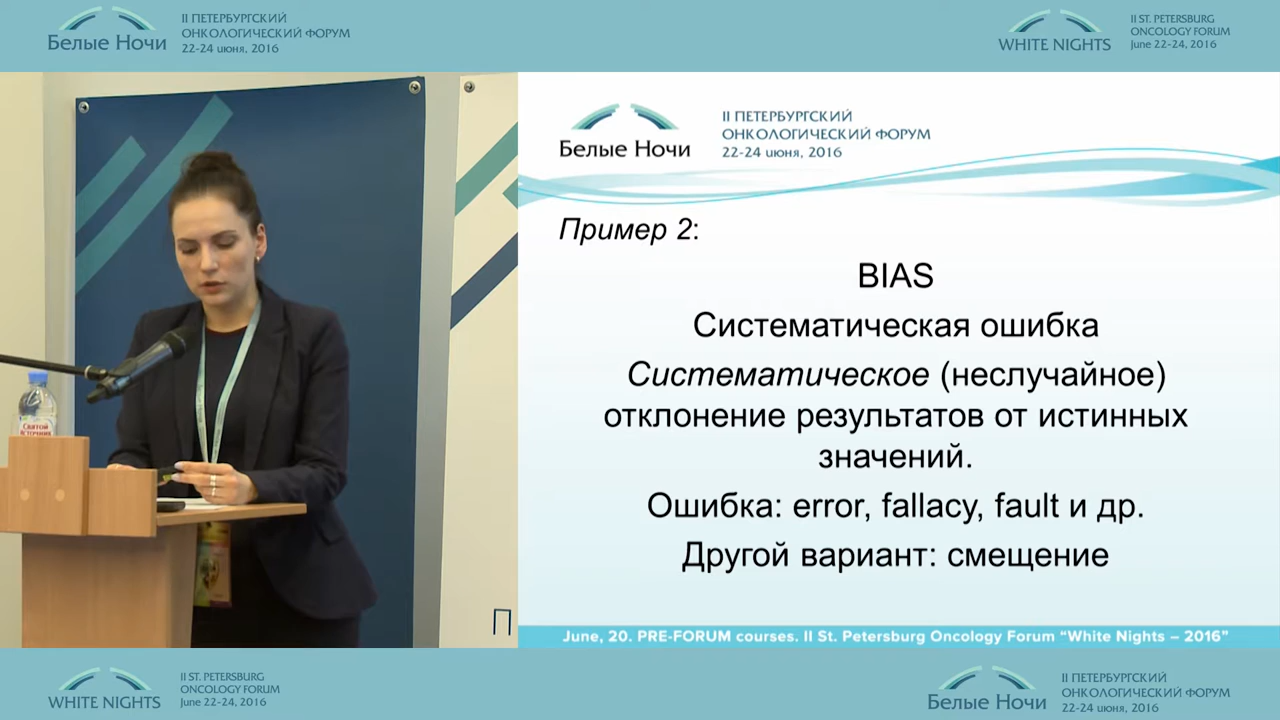 Белые Ночи
II ПЕТЕРБУРГСКИЙ
ОНКОЛОГИЧЕСКИЙ ФОРУМ
22-24 июня, 2016
WHITE NIGHTS
II ST. PETERSBURG
ONCOLOGY FORUM
June 22-24, 2016
Белые Ночи
II ПЕТЕРБУРГСКИЙ
ОНКОЛОГИЧЕСКИЙ ФОРУМ
22-24 июня, 2016
Пример 2:
BIAS
Систематическая ошибка
Систематическое (неслучайное)
отклонение результатов от истинных
значений.
Ошибка: error, fallacy, fault и др.
Другой вариант: смещение
June, 20. PRE-FORUM courses. II St. Petersburg Oncology Forum “White Nights – 2016”
Святой
Источник
П
WHITE NIGHTS
II ST. PETERSBURG
ONCOLOGY FORUM
June 22-24, 2016
Белые Ночи
II ПЕТЕРБУРГСКИЙ
ОНКОЛОГИЧЕСКИЙ ФОРУМ
22-24 июня, 2016